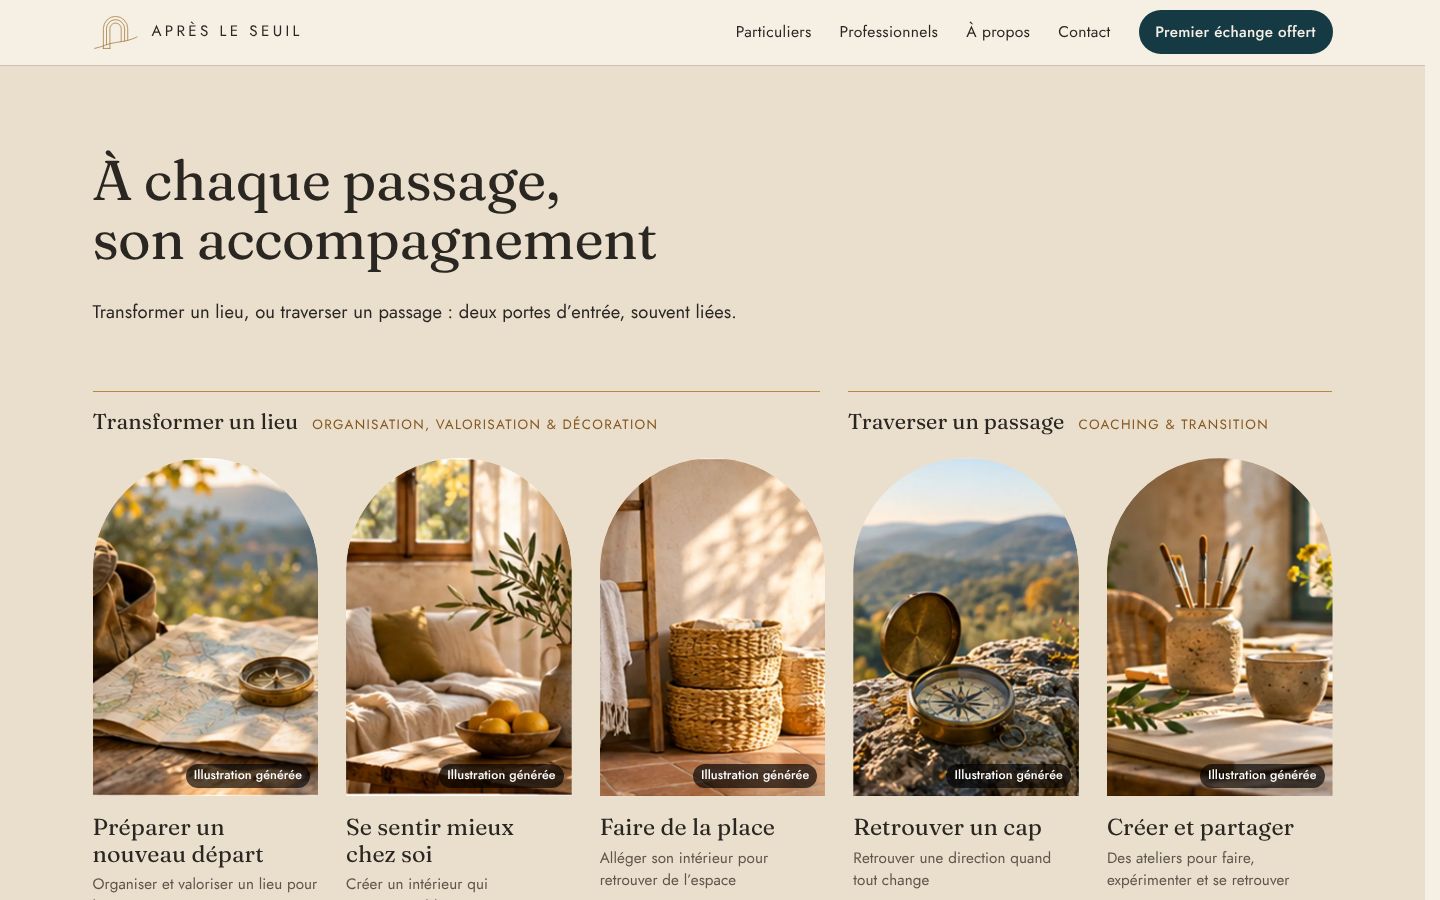 APRÈS LE SEUIL
Particuliers Professionnels À propos Contact Premier échange offert
À chaque passage,
son accompagnement
Transformer un lieu, ou traverser un passage : deux portes d’entrée, souvent liées.
Transformer un lieu ORGANISATION, VALORISATION & DÉCORATION
Traverser un passage COACHING & TRANSITION
Illustration générée
Illustration générée
Illustration générée
Illustration générée
Illustration générée
Préparer un
nouveau départ
Organiser et valoriser un lieu pour
Se sentir mieux
chez soi
Créer un intérieur qui
Faire de la place
Alléger son intérieur pour
retrouver de l’espace
Retrouver un cap
Retrouver une direction quand
tout change
Créer et partager
Des ateliers pour faire,
expérimenter et se retrouver